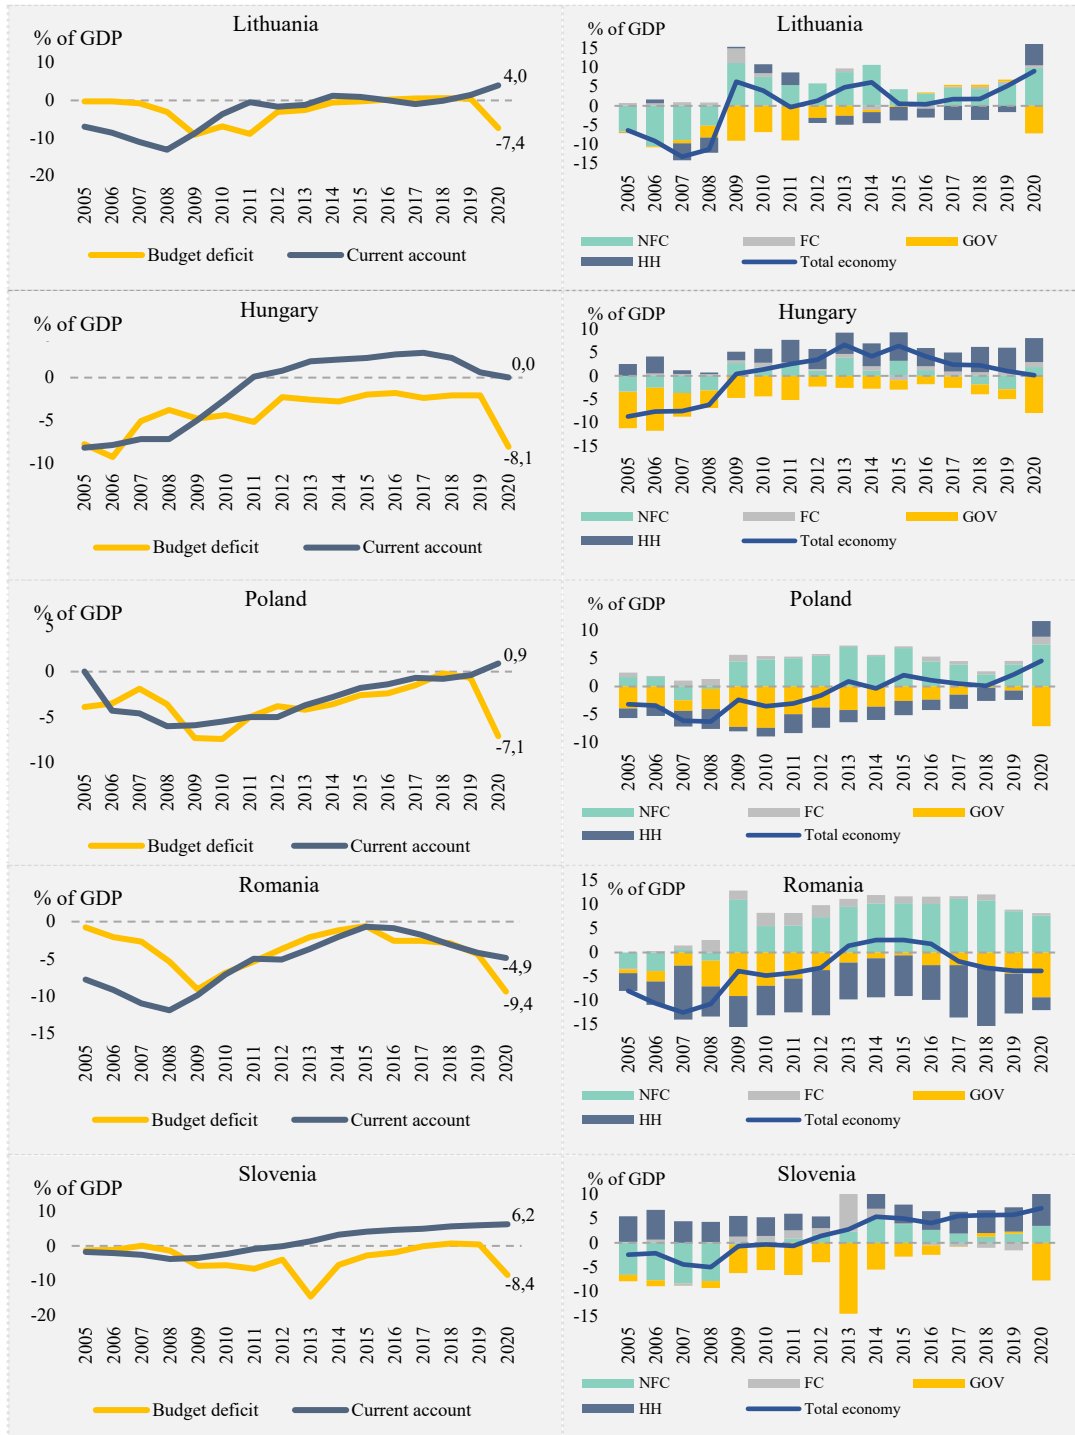 Lithuania
% of GDP
10
0
-10
-20
4,0
-7,4
2005 2006 2007 2008 2009 2010 2011 2012 2013 2014 2015 2016 2017 2018 2019 2020
Budget deficit Current account
% of GDP Lithuania
15
10
5
0
-5
-10
-15
2005 2006 2007 2008 2009 2010 2011 2012 2013 2014 2015 2016 2017 2018 2019 2020
NFC FC GOV
HH Total economy
Hungary
% of GDP
0
-5
-10
0,0
-8,1
2005 2006 2007 2008 2009 2010 2011 2012 2013 2014 2015 2016 2017 2018 2019 2020
Budget deficit Current account
% of GDP Hungary
10
5
0
-5
-10
-15
2005 2006 2007 2008 2009 2010 2011 2012 2013 2014 2015 2016 2017 2018 2019 2020
NFC FC GOV
HH Total economy
Poland
% of GDP
5
0
-5
-10
0,9
-7,1
2005 2006 2007 2008 2009 2010 2011 2012 2013 2014 2015 2016 2017 2018 2019 2020
Budget deficit Current account
% of GDP Poland
10
5
0
-5
-10
2005 2006 2007 2008 2009 2010 2011 2012 2013 2014 2015 2016 2017 2018 2019 2020
NFC FC GOV
HH Total economy
Romania
% of GDP
0
-5
-10
-15
-4,9
-9,4
2005 2006 2007 2008 2009 2010 2011 2012 2013 2014 2015 2016 2017 2018 2019 2020
Budget deficit Current account
% of GDP Romania
15
10
5
0
-5
-10
-15
2005 2006 2007 2008 2009 2010 2011 2012 2013 2014 2015 2016 2017 2018 2019 2020
NFC FC GOV
HH Total economy
Slovenia
% of GDP
10
0
-10
-20
6,2
-8,4
2005 2006 2007 2008 2009 2010 2011 2012 2013 2014 2015 2016 2017 2018 2019 2020
Budget deficit Current account
% of GDP Slovenia
10
5
0
-5
-10
-15
2005 2006 2007 2008 2009 2010 2011 2012 2013 2014 2015 2016 2017 2018 2019 2020
NFC FC GOV
HH Total economy